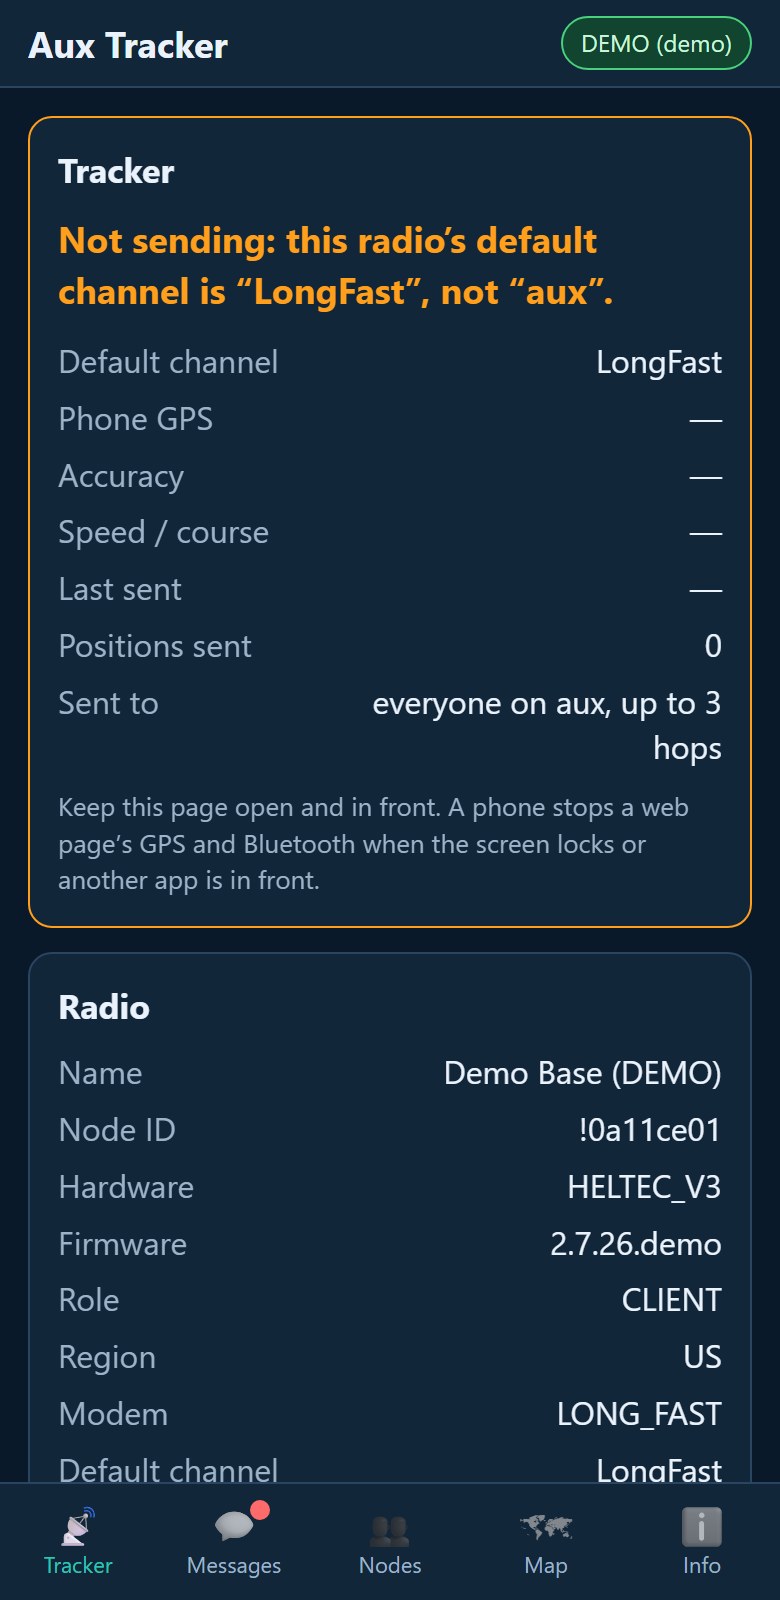 Aux Tracker
DEMO (demo)
Tracker
Not sending: this radio’s default
channel is “LongFast”, not “aux”.
Default channel LongFast
Phone GPS —
Accuracy —
Speed / course —
Last sent —
Positions sent 0
Sent to everyone on aux, up to 3
hops
Keep this page open and in front. A phone stops a web
page’s GPS and Bluetooth when the screen locks or
another app is in front.
Radio
Name Demo Base (DEMO)
Node ID !0a11ce01
Hardware HELTEC_V3
Firmware 2.7.26.demo
Role CLIENT
Region US
Modem LONG_FAST
Default channel LongFast
Tracker Messages Nodes Map Info